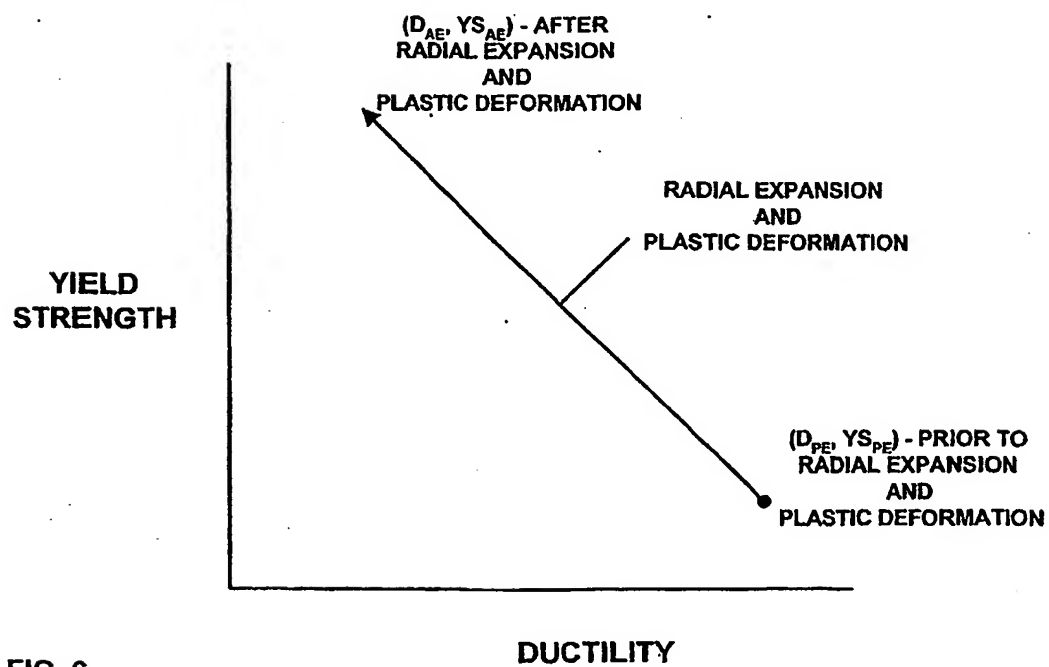 (D_AE, YS_AE) - AFTER
RADIAL EXPANSION
AND
PLASTIC DEFORMATION
RADIAL EXPANSION
AND
PLASTIC DEFORMATION
YIELD
STRENGTH
(D_PE, YS_PE) - PRIOR TO
RADIAL EXPANSION
AND
PLASTIC DEFORMATION
DUCTILITY
FIG.